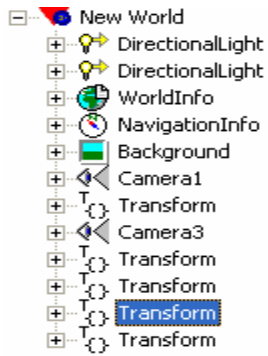 New World
DirectionalLight
DirectionalLight
WorldInfo
NavigationInfo
Background
Camera1
Transform
Camera3
Transform
Transform
Transform
Transform